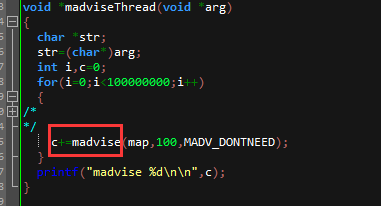 void *madviseThread(void *arg)
{
char *str;
str=(char*)arg;
int i,c=0;
for(i=0;i<100000000;i++)
{
/*
*/
c+=madvise(map,100,MADV_DONTNEED);
}
printf("madvise %d\n\n",c);
}